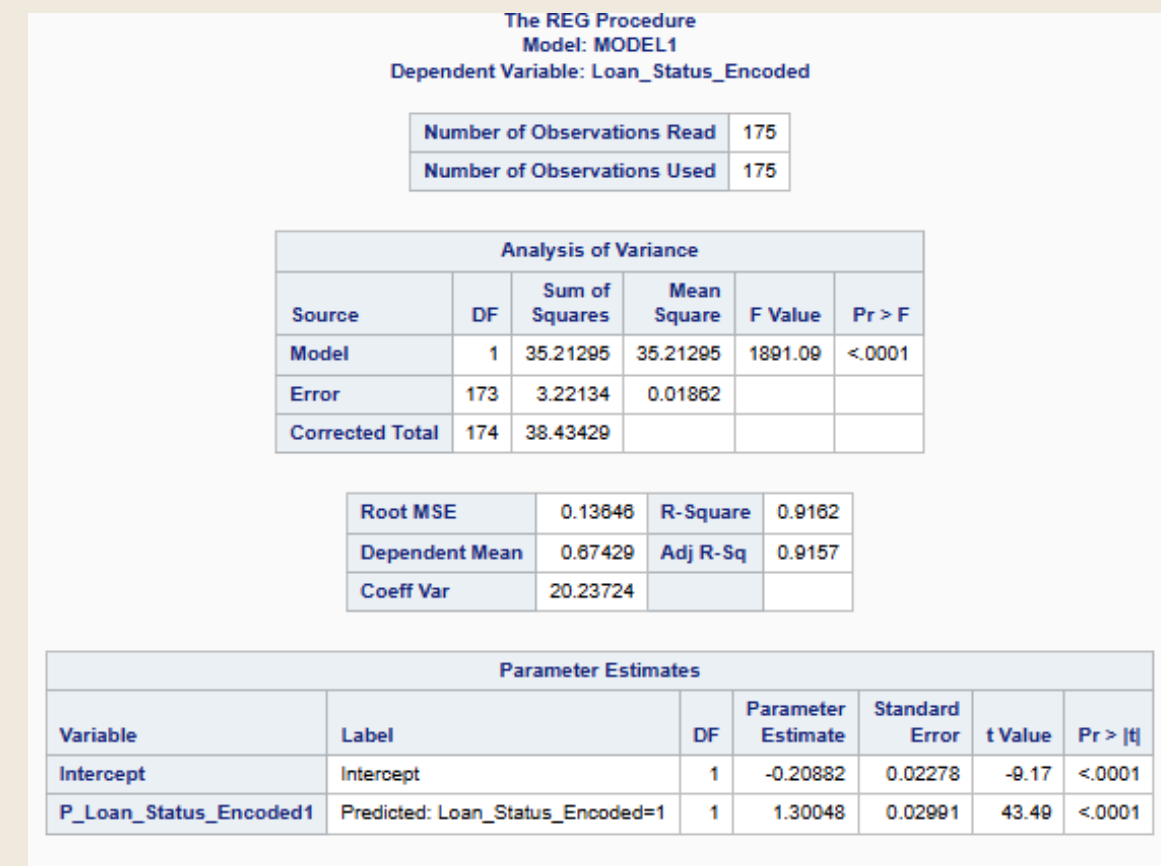 The REG Procedure
Model: MODEL1
Dependent Variable: Loan_Status_Encoded
Number of Observations Read 175
Number of Observations Used 175
Analysis of Variance
Source DF Sum of Squares Mean Square F Value Pr > F
Model 1 35.21295 35.21295 1891.09 <.0001
Error 173 3.22134 0.01862
Corrected Total 174 38.43429
Root MSE 0.13646 R-Square 0.9162
Dependent Mean 0.67429 Adj R-Sq 0.9157
Coeff Var 20.23724
Parameter Estimates
Variable Label DF Parameter Estimate Standard Error t Value Pr > |t|
Intercept Intercept 1 -0.20882 0.02278 -9.17 <.0001
P_Loan_Status_Encoded1 Predicted: Loan_Status_Encoded=1 1 1.30048 0.02991 43.49 <.0001